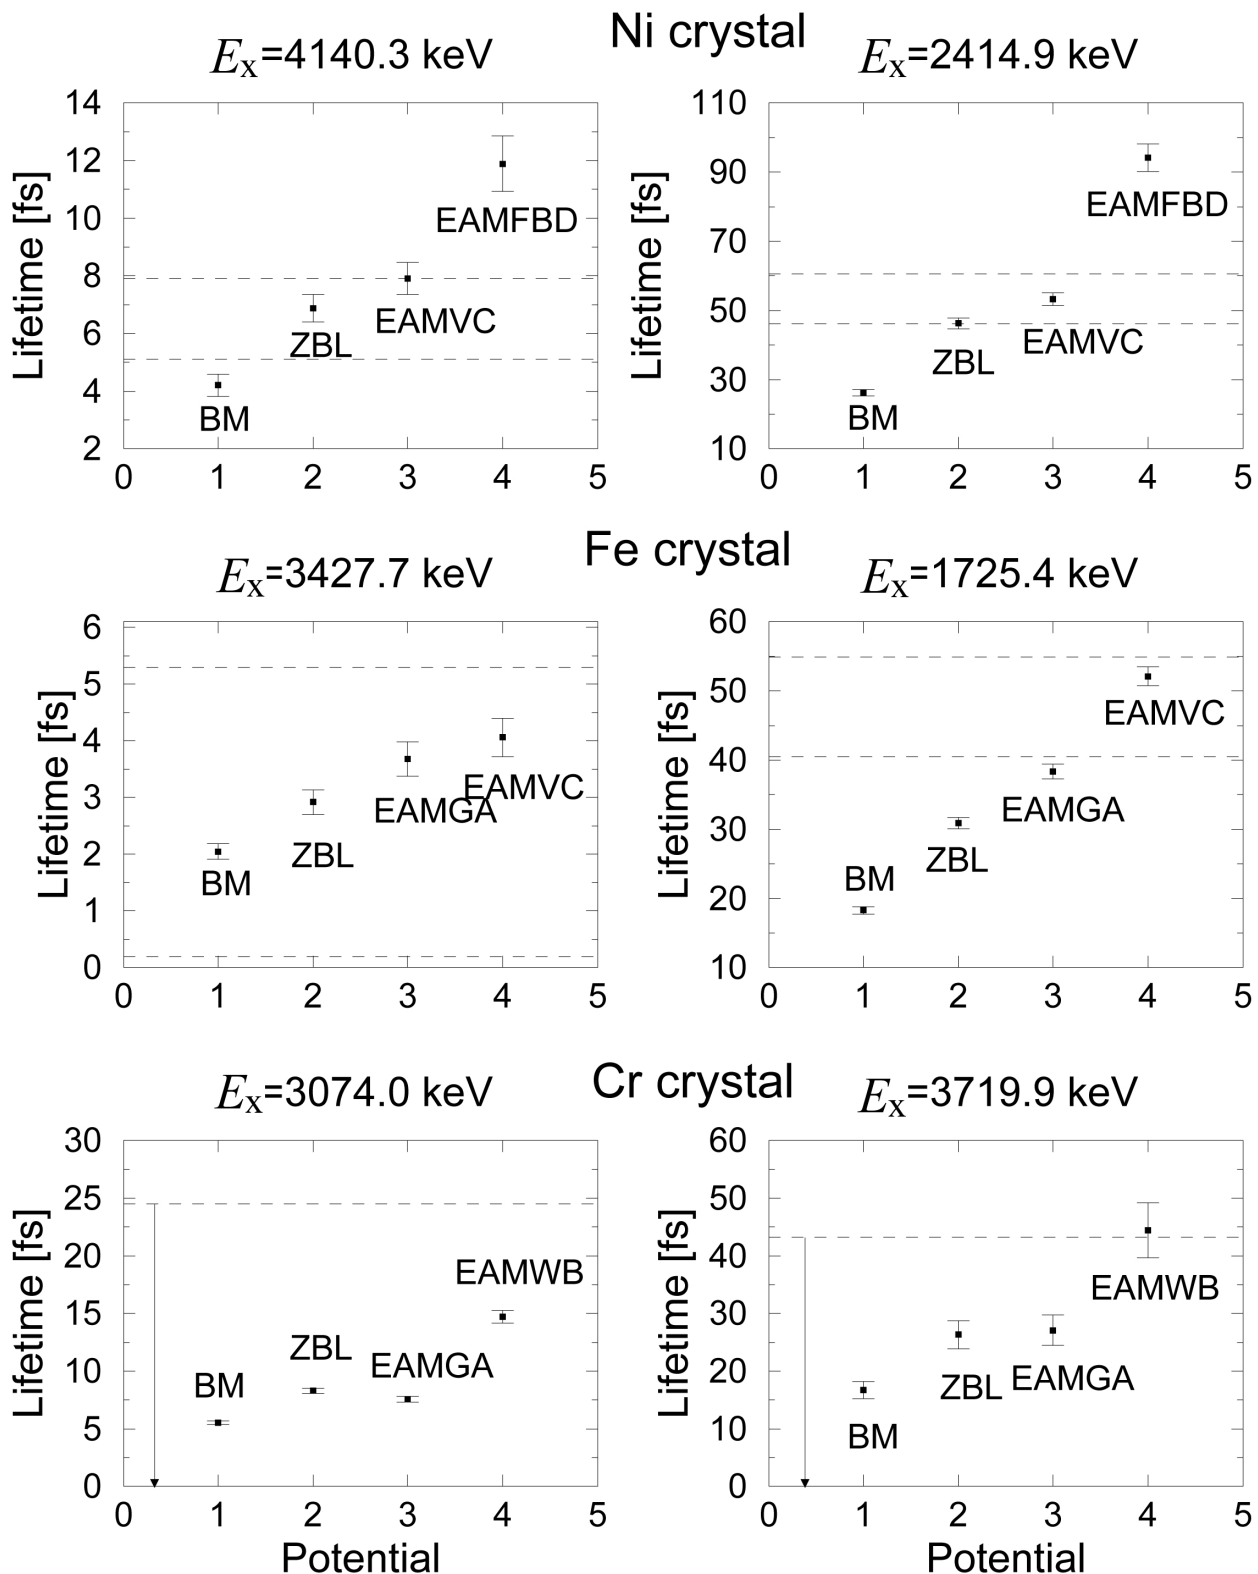 Ni crystal
Ex=4140.3 keV
Ex=2414.9 keV
Lifetime [fs]
14
12
10
8
6
4
2
0 1 2 3 4 5
BM
ZBL
EAMVC
EAMFBD
Lifetime [fs]
110
90
70
50
30
10
0 1 2 3 4 5
BM
ZBL
EAMVC
EAMFBD
Fe crystal
Ex=3427.7 keV
Ex=1725.4 keV
Lifetime [fs]
6
5
4
3
2
1
0
0 1 2 3 4 5
BM
ZBL
EAMGA
EAMVC
Lifetime [fs]
60
50
40
30
20
10
0 1 2 3 4 5
BM
ZBL
EAMGA
EAMVC
Cr crystal
Ex=3074.0 keV
Ex=3719.9 keV
Lifetime [fs]
30
25
20
15
10
5
0
0 1 2 3 4 5
BM
ZBL
EAMGA
EAMWB
Potential
Lifetime [fs]
60
50
40
30
20
10
0
0 1 2 3 4 5
BM
ZBL
EAMGA
EAMWB
Potential